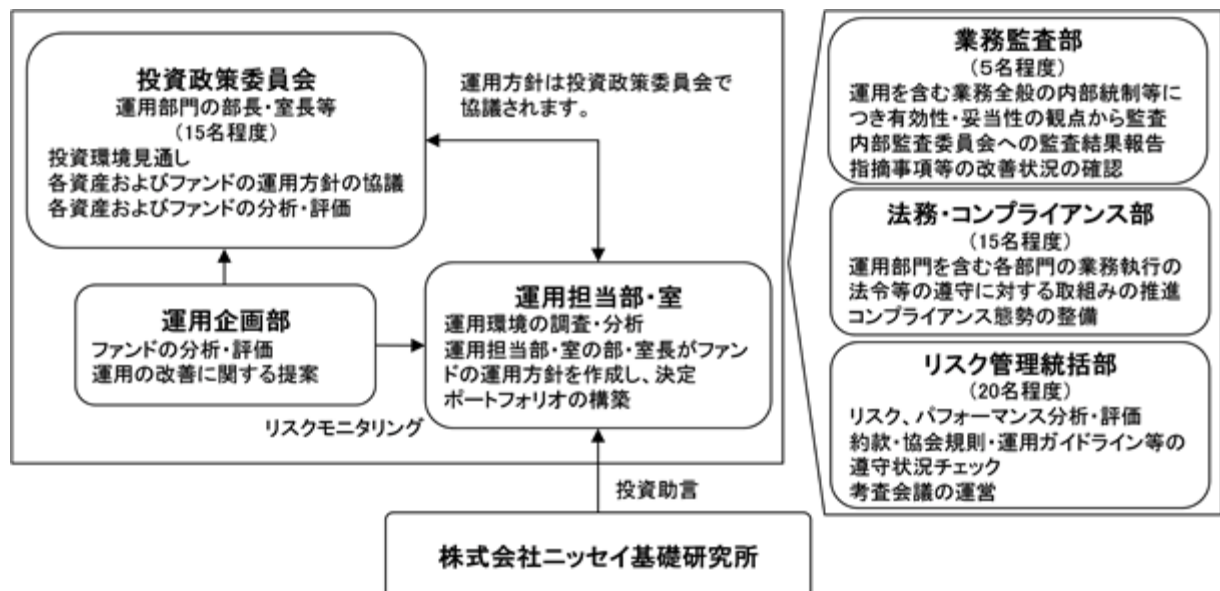 投資政策委員会
運用部門の部長・室長等
(15名程度)
投資環境見通し
各資産およびファンドの運用方針の協議
各資産およびファンドの分析・評価
運用方針は投資政策委員会で
協議されます。
運用企画部
ファンドの分析・評価
運用の改善に関する提案
リスクモニタリング
運用担当部・室
運用環境の調査・分析
運用担当部・室の部・室長がファン
ドの運用方針を作成し、決定
ポートフォリオの構築
投資助言
株式会社ニッセイ基礎研究所
業務監査部
(5名程度)
運用を含む業務全般の内部統制等に
つき有効性・妥当性の観点から監査
内部監査委員会への監査結果報告
指摘事項等の改善状況の確認
法務・コンプライアンス部
(15名程度)
運用部門を含む各部門の業務執行の
法令等の遵守に対する取組みの推進
コンプライアンス態勢の整備
リスク管理統括部
(20名程度)
リスク、パフォーマンス分析・評価
約款・協会規則・運用ガイドライン等の
遵守状況チェック
考査会議の運営